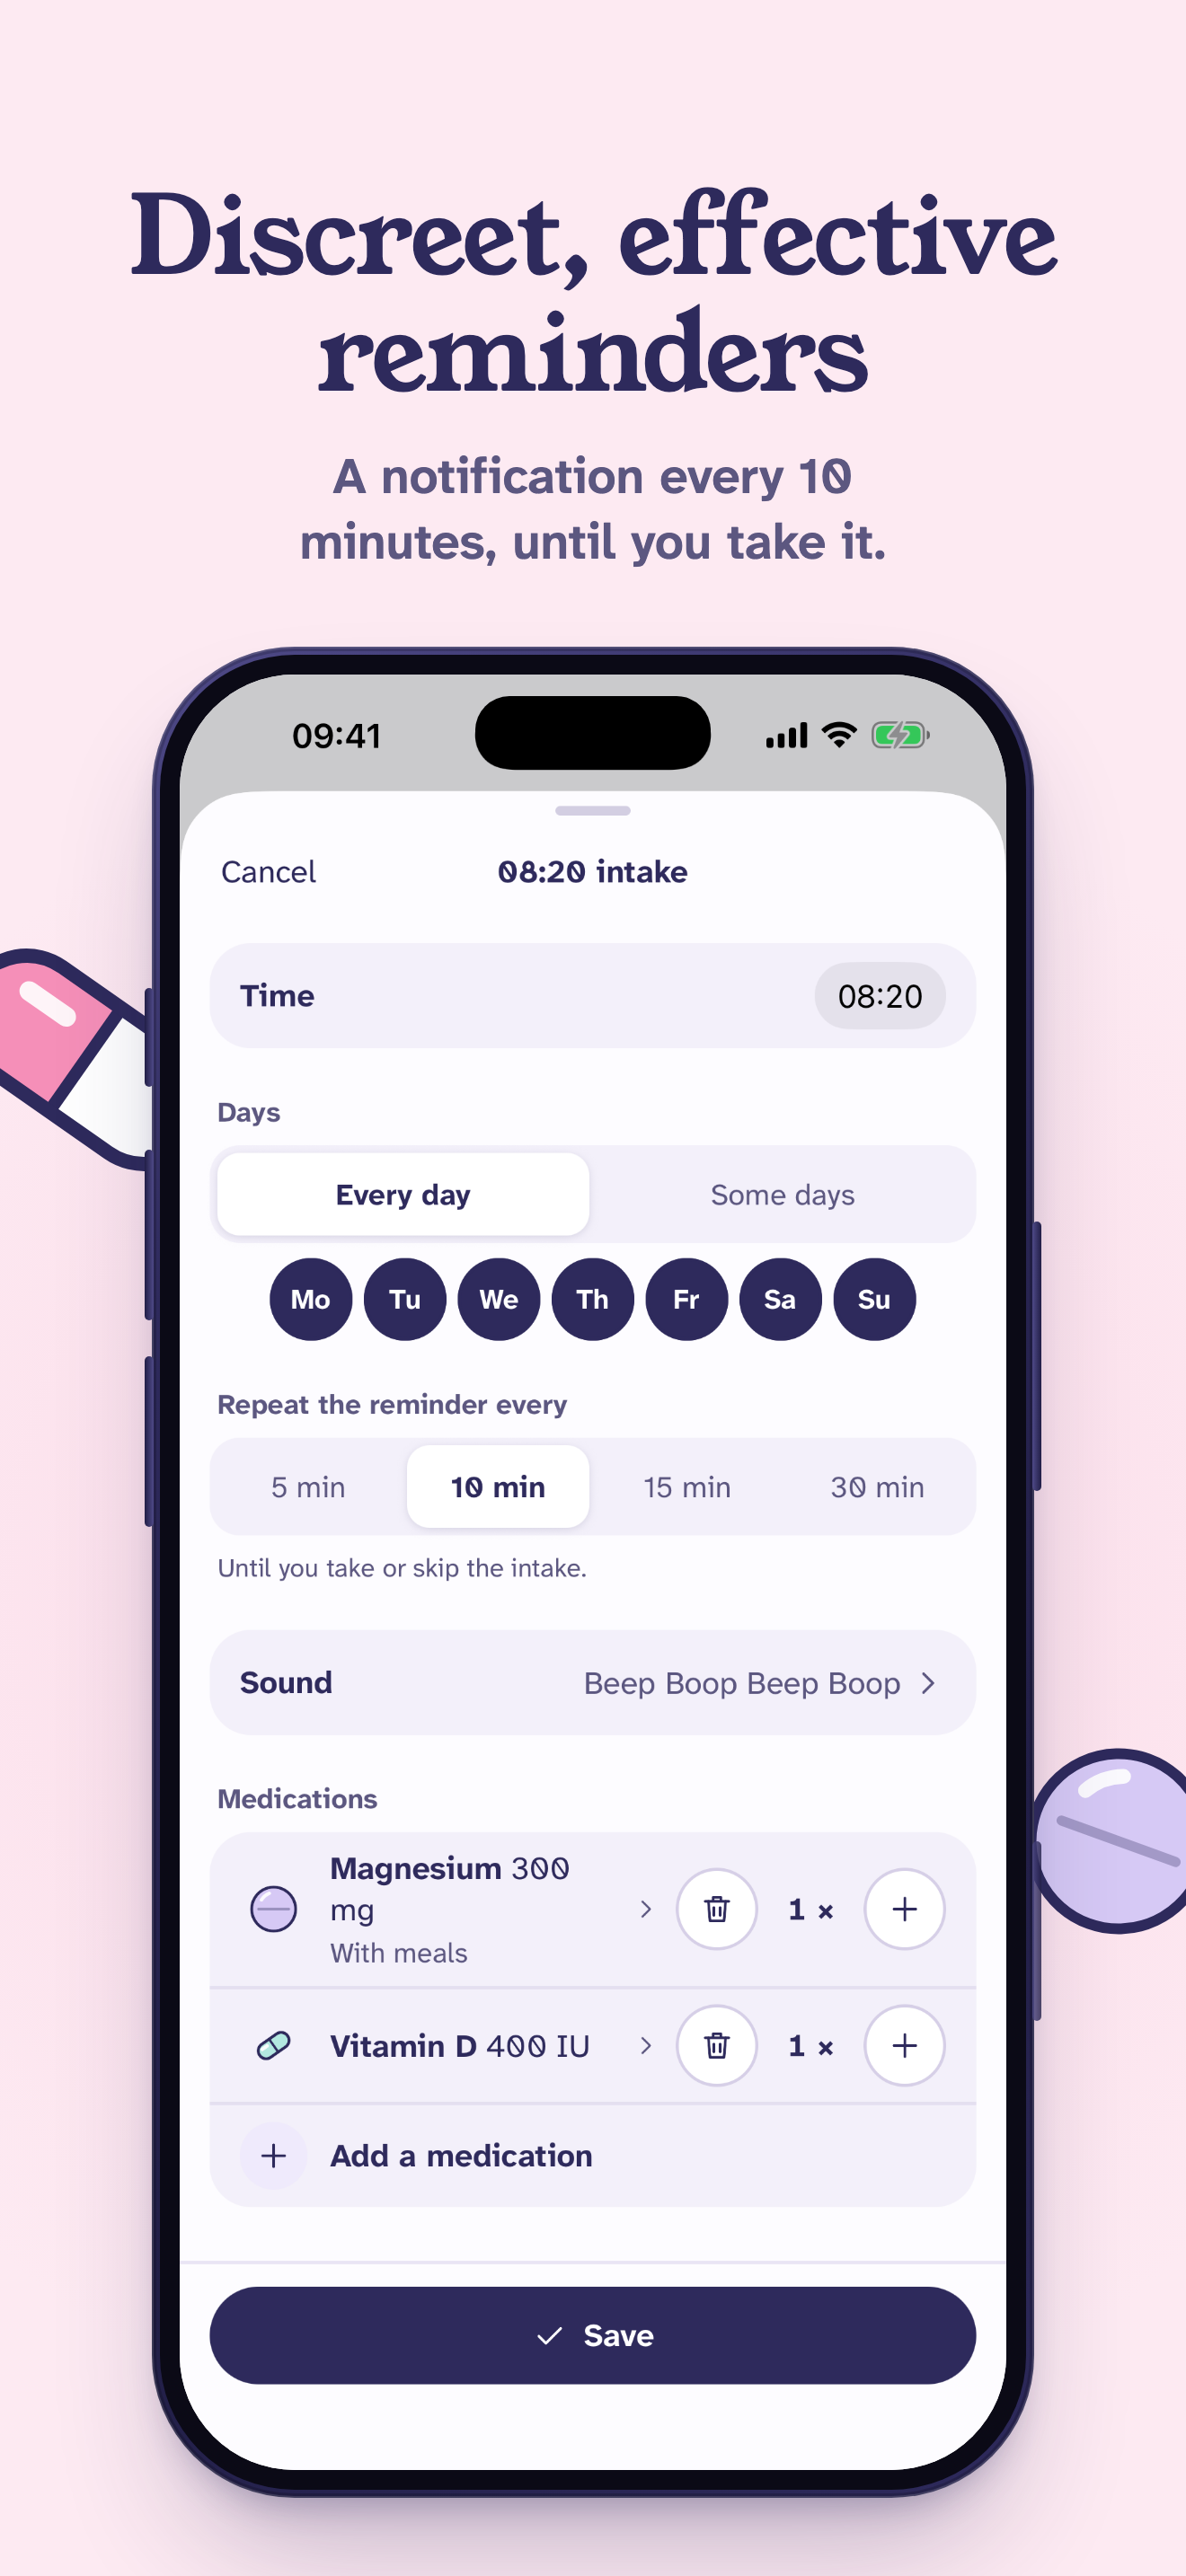 Discreet, effective
reminders
A notification every 10
minutes, until you take it.
09:41
Cancel
08:20 intake
Time
08:20
Days
Every day
Some days
Mo Tu We Th Fr Sa Su
Repeat the reminder every
5 min
10 min
15 min
30 min
Until you take or skip the intake.
Sound
Beep Boop Beep Boop
Medications
Magnesium 300
mg
With meals
1 ×
Vitamin D 400 IU
1 ×
Add a medication
Save